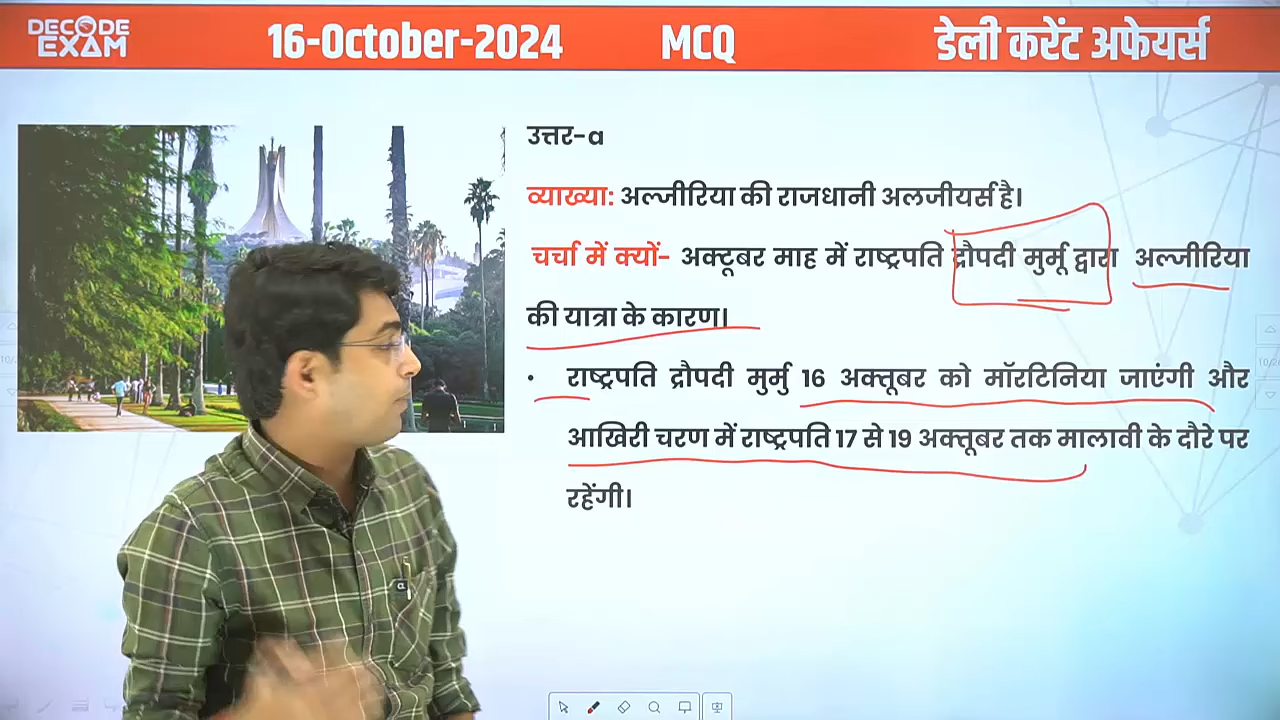 DECODE
EXAM
16-October-2024 MCQ डेली करेंट अफेयर्स
उत्तर-a
व्याख्या: अल्जीरिया की राजधानी अलजीयर्स है।
चर्चा में क्यों- अक्टूबर माह में राष्ट्रपति द्रौपदी मुर्मू द्वारा अल्जीरिया
की यात्रा के कारण।
• राष्ट्रपति द्रौपदी मुर्मु 16 अक्तूबर को मॉरटिनिया जाएंगी और
आखिरी चरण में राष्ट्रपति 17 से 19 अक्तूबर तक मालावी के दौरे पर
रहेंगी।